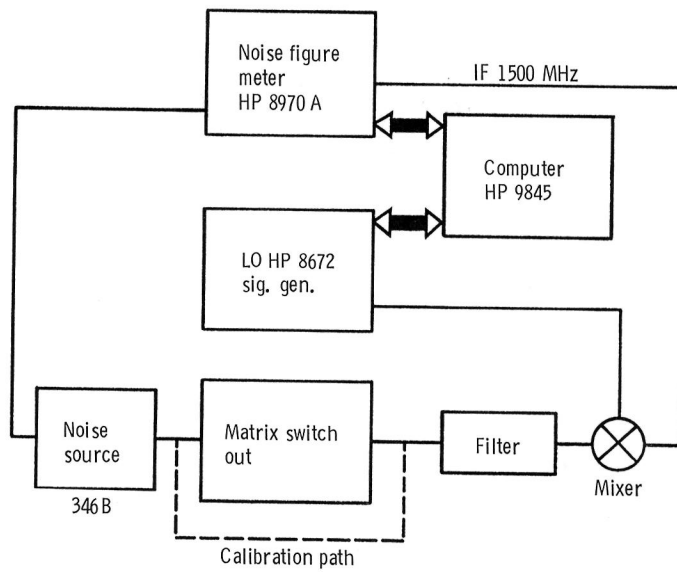 Noise figure
meter
HP 8970 A
IF 1500 MHz
Computer
HP 9845
LO HP 8672
sig. gen.
Noise
source
346B
Matrix switch
out
Filter
Mixer
Calibration path